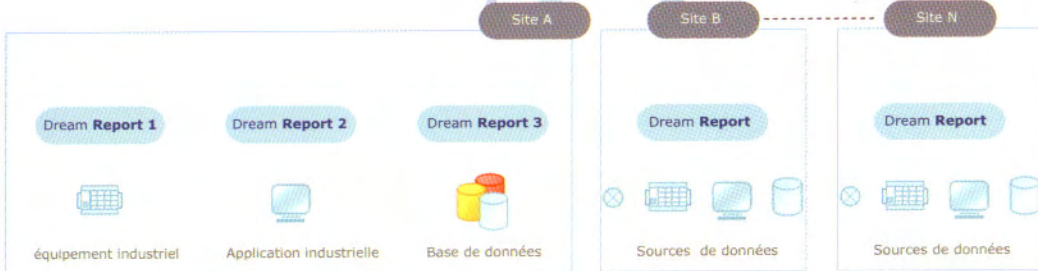 Site A
Site B
Site N
Dream Report 1
Dream Report 2
Dream Report 3
Dream Report
Dream Report
équipement industriel
Application industrielle
Base de données
Sources de données
Sources de données